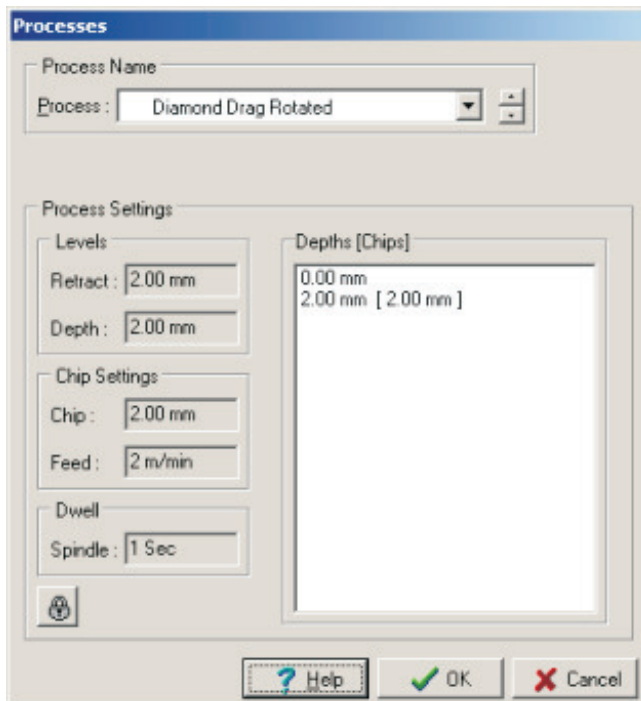 Processes
Process Name
Process : Diamond Drag Rotated
Process Settings
Levels
Retract : 2.00 mm
Depth : 2.00 mm
Chip Settings
Chip : 2.00 mm
Feed : 2 m/min
Dwell
Spindle : 1 Sec
Depths [Chips]
0.00 mm
2.00 mm [ 2.00 mm ]
? Help
OK
Cancel